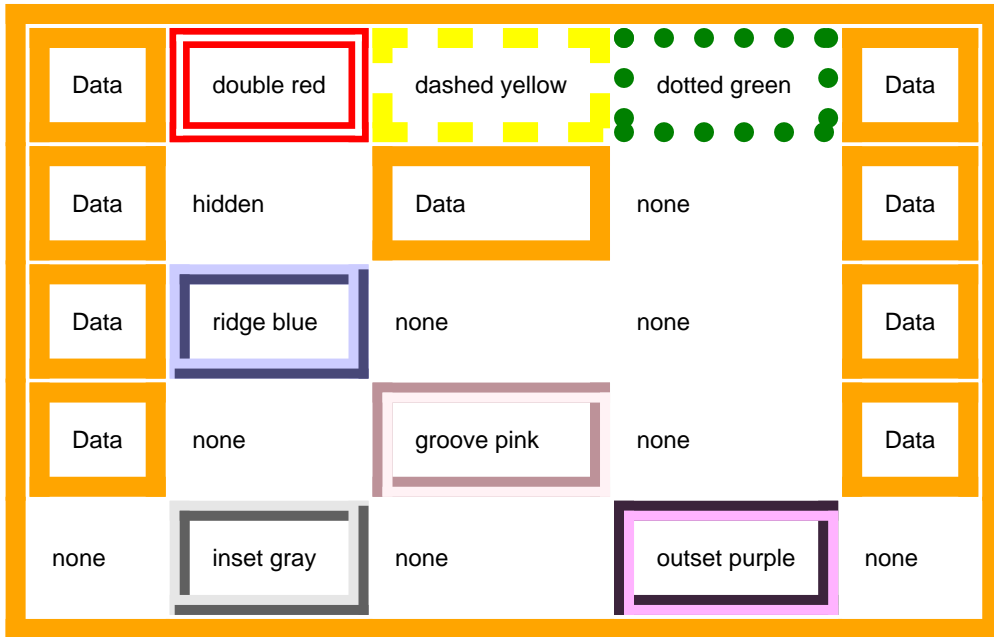 Data double red dashed yellow dotted green Data
Data hidden Data none Data
Data ridge blue none none Data
Data none groove pink none Data
none inset gray none outset purple none